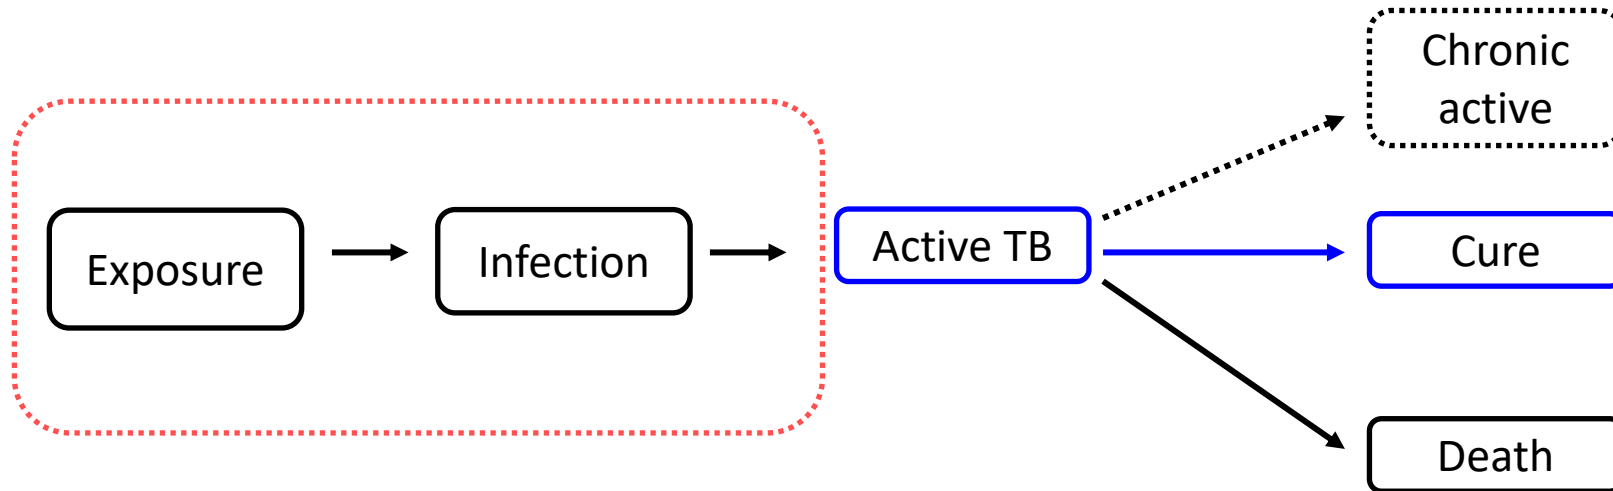 Exposure
Infection
Active TB
Chronic
active
Cure
Death